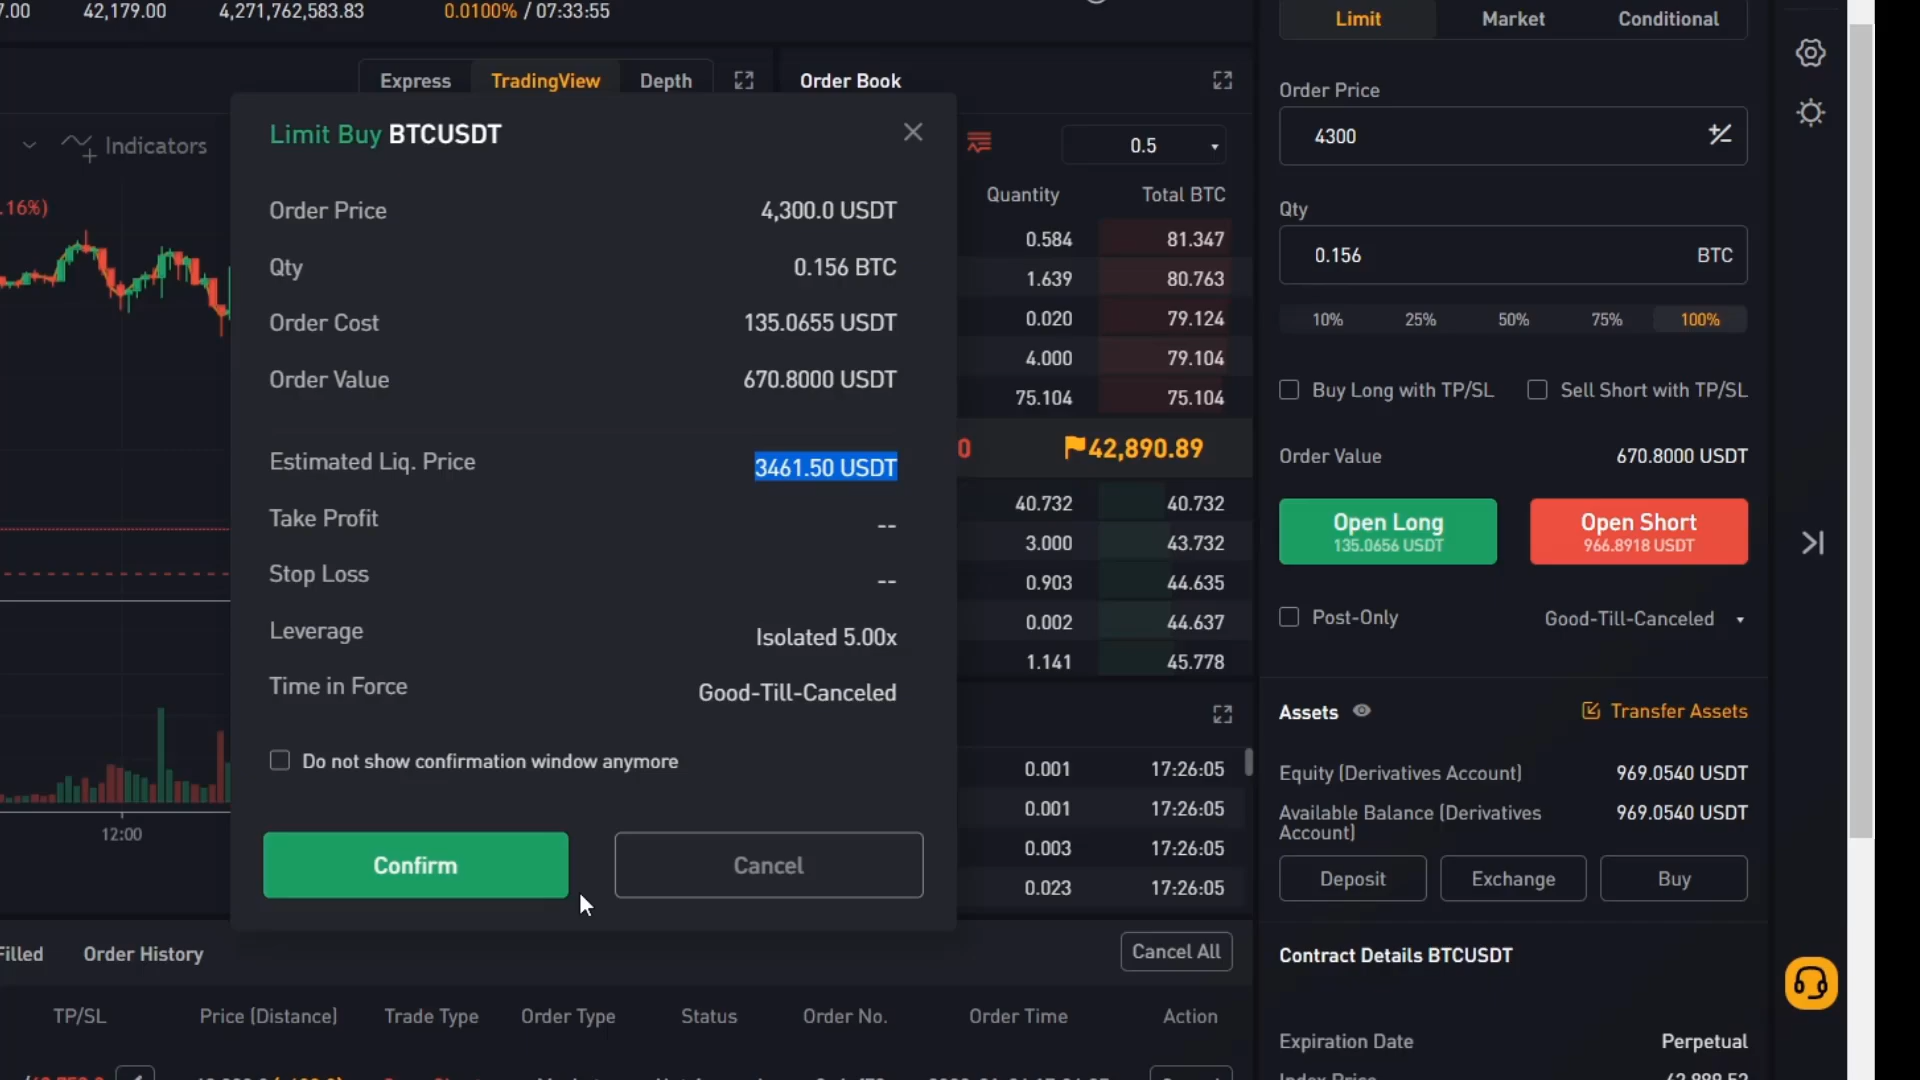 7.00 42,179.00 4,271,762,583.83 0.0100% / 07:33:55
Express TradingView Depth
Indicators
.16%)
12:00
Limit Buy BTCUSDT
Order Price 4,300.0 USDT
Qty 0.156 BTC
Order Cost 135.0655 USDT
Order Value 670.8000 USDT
Estimated Liq. Price 3461.50 USDT
Take Profit --
Stop Loss --
Leverage Isolated 5.00x
Time in Force Good-Till-Canceled
Do not show confirmation window anymore
Confirm Cancel
Order Book
0.5
Quantity Total BTC
0.584 81.347
1.639 80.763
0.020 79.124
4.000 79.104
75.104 75.104
0 42,890.89
40.732 40.732
3.000 43.732
0.903 44.635
0.002 44.637
1.141 45.778
0.001 17:26:05
0.001 17:26:05
0.003 17:26:05
0.023 17:26:05
Limit Market Conditional
Order Price
4300
Qty
0.156 BTC
10% 25% 50% 75% 100%
Buy Long with TP/SL Sell Short with TP/SL
Order Value 670.8000 USDT
Open Long Open Short
135.0656 USDT 966.8918 USDT
Post-Only Good-Till-Canceled
Assets Transfer Assets
Equity (Derivatives Account) 969.0540 USDT
Available Balance (Derivatives 969.0540 USDT
Account)
Deposit Exchange Buy
Contract Details BTCUSDT
Expiration Date Perpetual
Filled Order History Cancel All
TP/SL Price (Distance) Trade Type Order Type Status Order No. Order Time Action